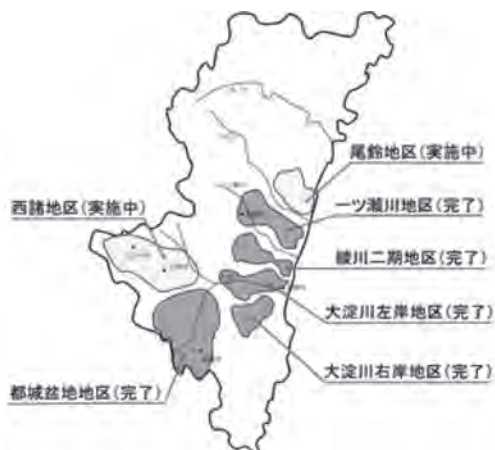 尾鈴地区(実施中)
一ツ瀬川地区(完了)
西諸地区(実施中)
綾川二期地区(完了)
大淀川左岸地区(完了)
大淀川右岸地区(完了)
都城盆地地区(完了)